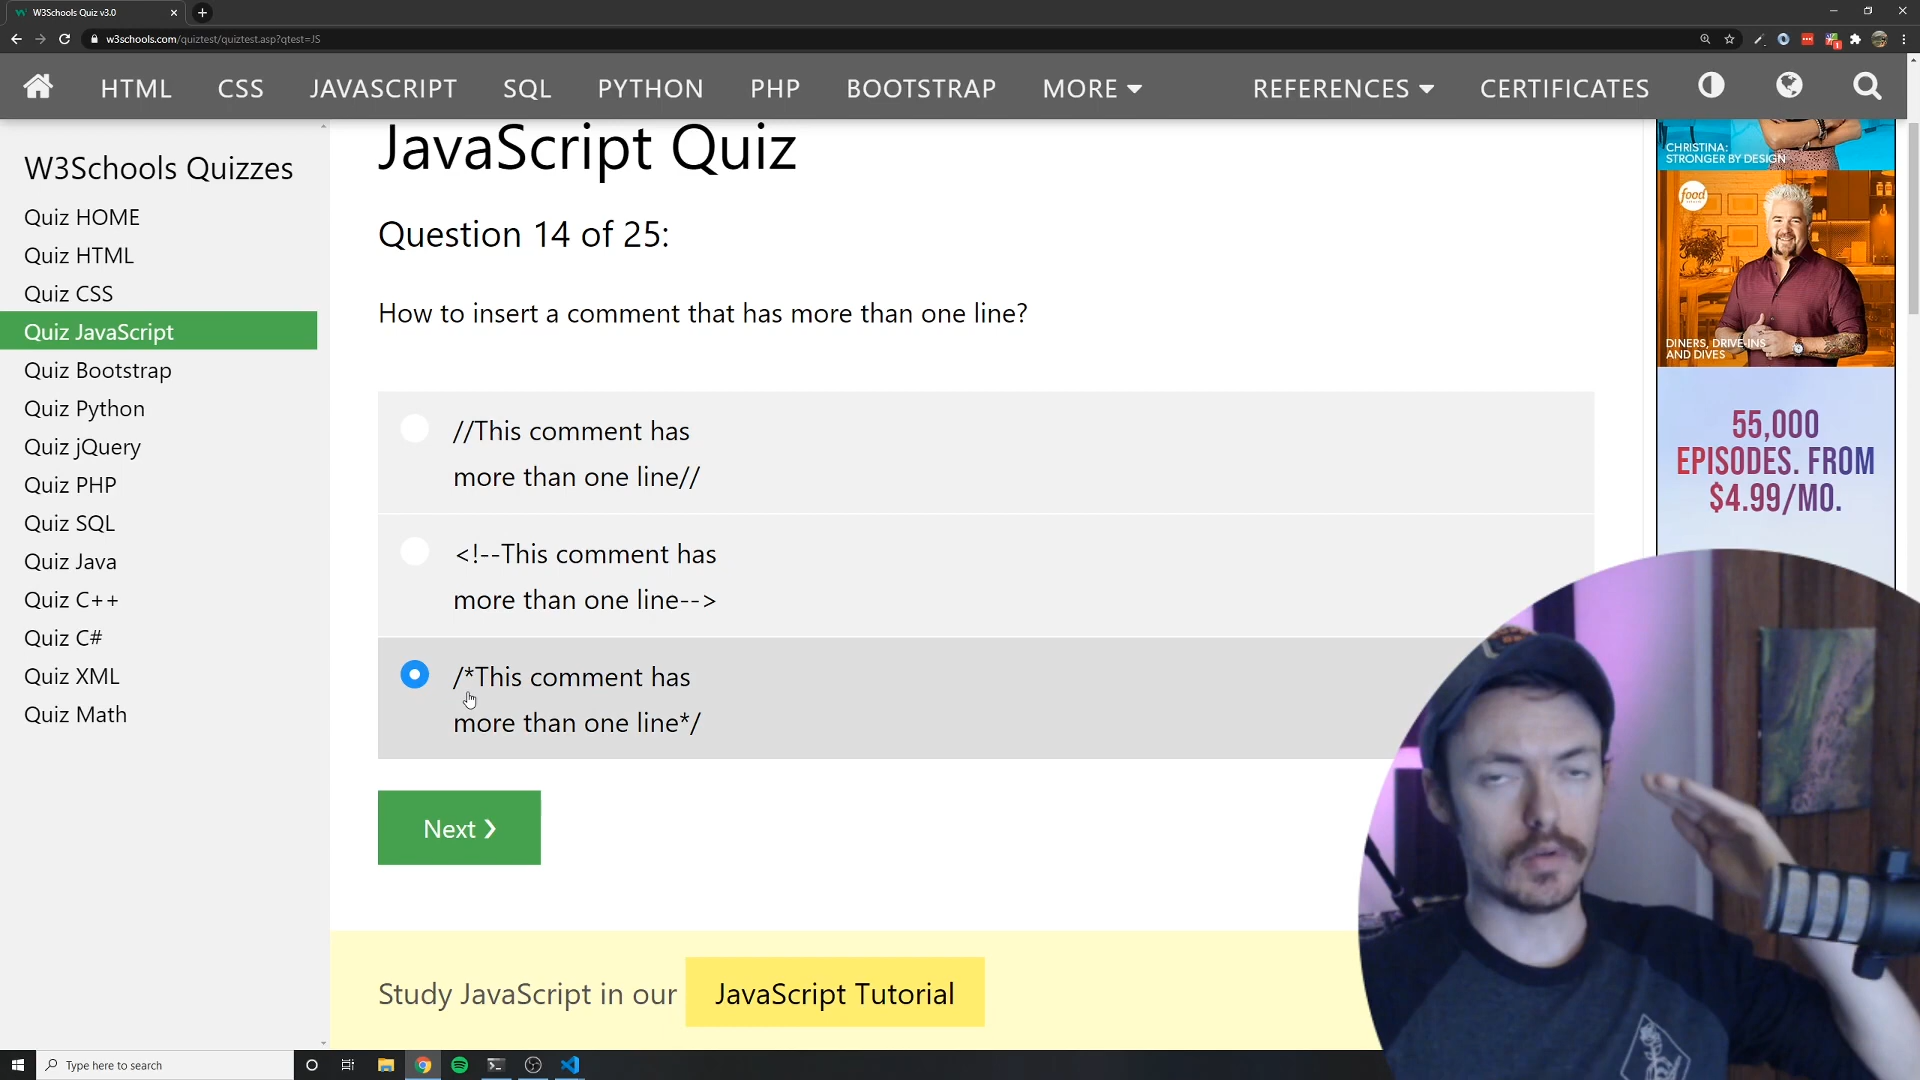 W3Schools Quiz v3.0
w3schools.com/quiztest/quiztest.asp?qtest=JS
HTML CSS JAVASCRIPT SQL PYTHON PHP BOOTSTRAP MORE REFERENCES CERTIFICATES
W3Schools Quizzes
Quiz HOME
Quiz HTML
Quiz CSS
Quiz JavaScript
Quiz Bootstrap
Quiz Python
Quiz jQuery
Quiz PHP
Quiz SQL
Quiz Java
Quiz C++
Quiz C#
Quiz XML
Quiz Math
JavaScript Quiz
Question 14 of 25:
How to insert a comment that has more than one line?
//This comment has
more than one line//
<!--This comment has
more than one line-->
/*This comment has
more than one line*/
Next ❯
Study JavaScript in our JavaScript Tutorial
CHRISTINA:
STRONGER BY DESIGN
food
DINERS, DRIVE-INS
AND DIVES
55,000
EPISODES. FROM
$4.99/MO.
Type here to search